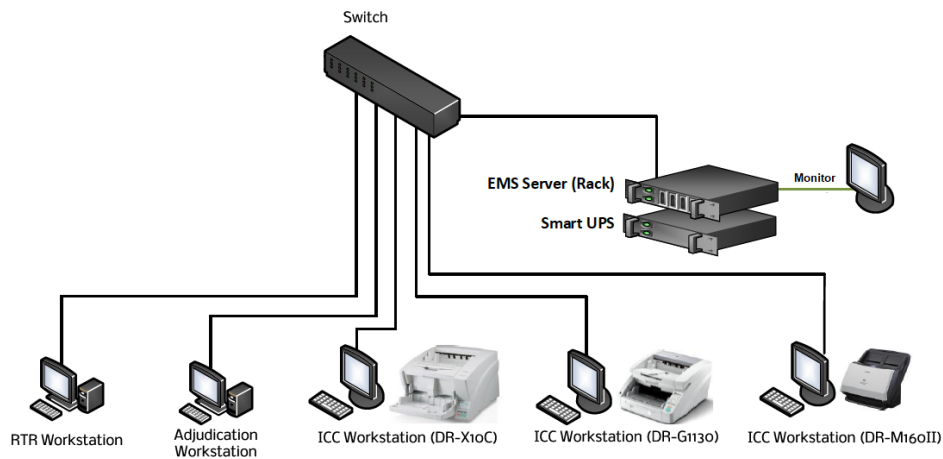 Switch
EMS Server (Rack)
Monitor
Smart UPS
RTR Workstation
Adjudication
Workstation
ICC Workstation (DR-X10C)
ICC Workstation (DR-G1130)
ICC Workstation (DR-M160II)